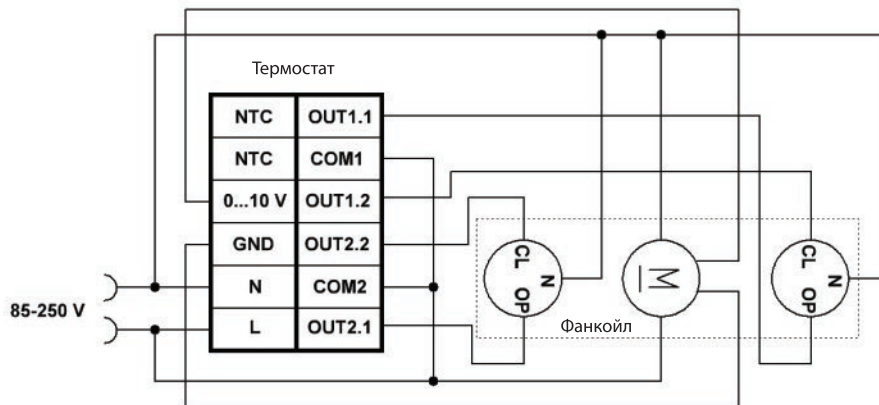 Термостат
NTC OUT1.1
NTC COM1
0...10 V OUT1.2
GND OUT2.2
N COM2
L OUT2.1
85-250 V
CL N OP
M
CL N OP
Фанкойл